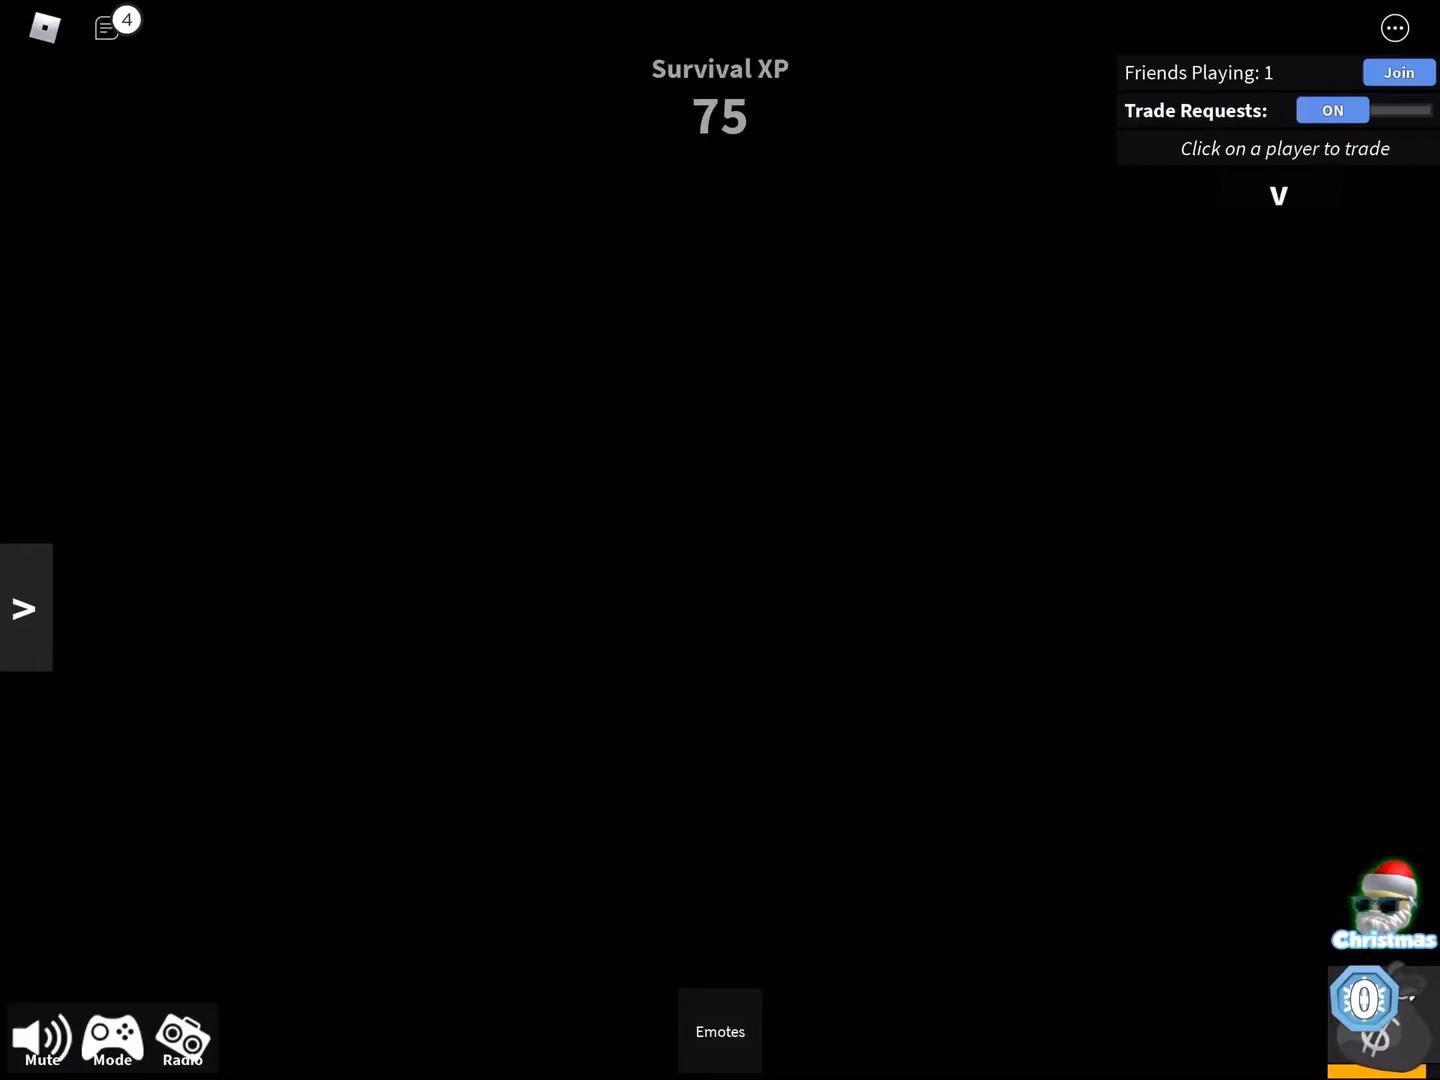 4
Survival XP
75
Friends Playing: 1
Join
Trade Requests:
ON
Click on a player to trade
v
>
Christmas
0
Mute
Mode
Radio
Emotes